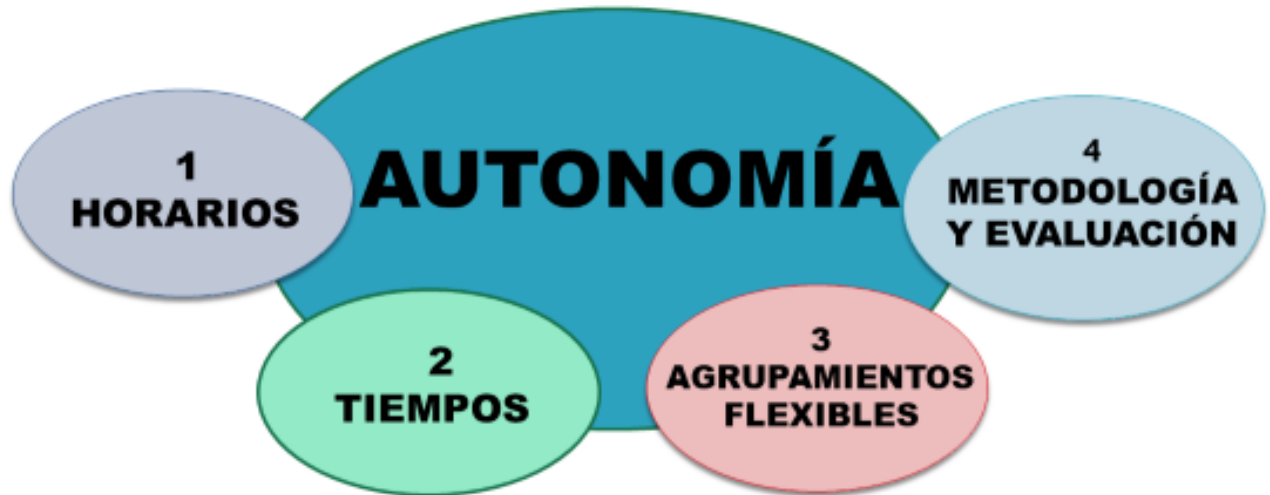 AUTONOMÍA
1
HORARIOS
2
TIEMPOS
3
AGRUPAMIENTOS
FLEXIBLES
4
METODOLOGÍA
Y EVALUACIÓN